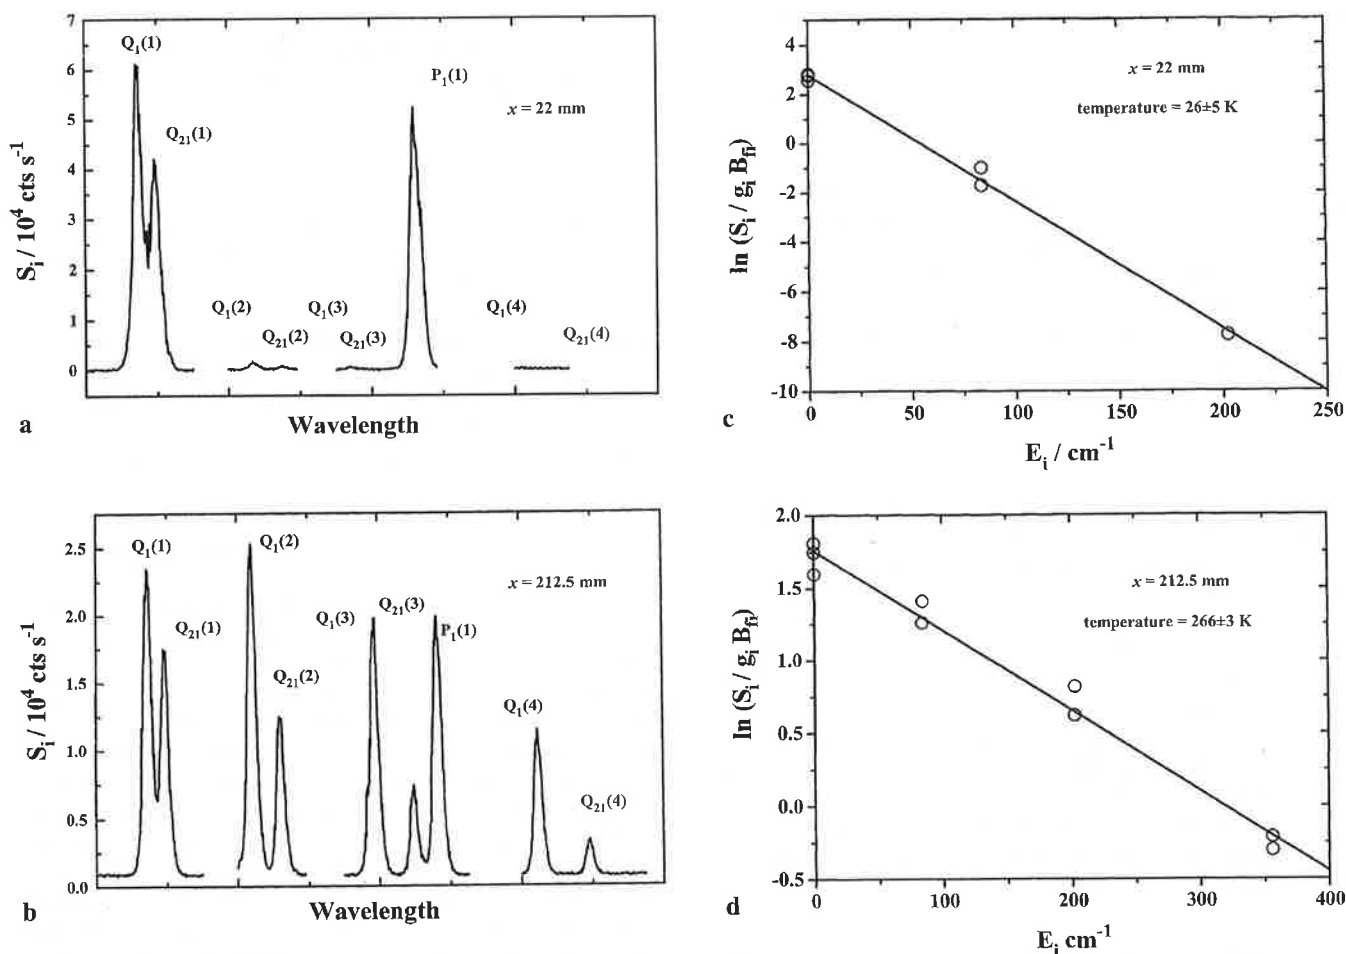 7
6
5
4
3
2
1
0
S_i / 10^4 cts s^-1
Q_1(1)
Q_21(1)
P_1(1)
x = 22 mm
Q_1(2)
Q_21(2)
Q_1(3)
Q_21(3)
Q_1(4)
Q_21(4)
Wavelength
a
4
2
0
-2
-4
-6
-8
-10
ln (S_i / g_i B_fi)
x = 22 mm
temperature = 26±5 K
0 50 100 150 200 250
E_i / cm^-1
c
2.5
2.0
1.5
1.0
0.5
0.0
S_i / 10^4 cts s^-1
Q_1(1)
Q_21(1)
Q_1(2)
Q_21(2)
Q_1(3)
Q_21(3)
P_1(1)
x = 212.5 mm
Q_1(4)
Q_21(4)
Wavelength
b
2.0
1.5
1.0
0.5
0.0
-0.5
ln (S_i / g_i B_fi)
x = 212.5 mm
temperature = 266±3 K
0 100 200 300 400
E_i cm^-1
d